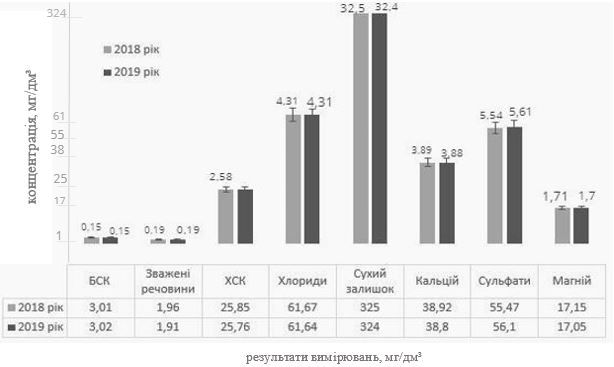 324
61
55
38
25
17
1
концентрація, мг/дм³
2018 рік
2019 рік
0,15 0,15
0,19 0,19
2,58
4,31 4,31
32,5 32,4
3,89 3,88
5,54 5,61
1,71 1,7
БСК Зважені речовини ХСК Хлориди Сухий залишок Кальцій Сульфати Магній
2018 рік 3,01 1,96 25,85 61,67 325 38,92 55,47 17,15
2019 рік 3,02 1,91 25,76 61,64 324 38,8 56,1 17,05
результати вимірювань, мг/дм³